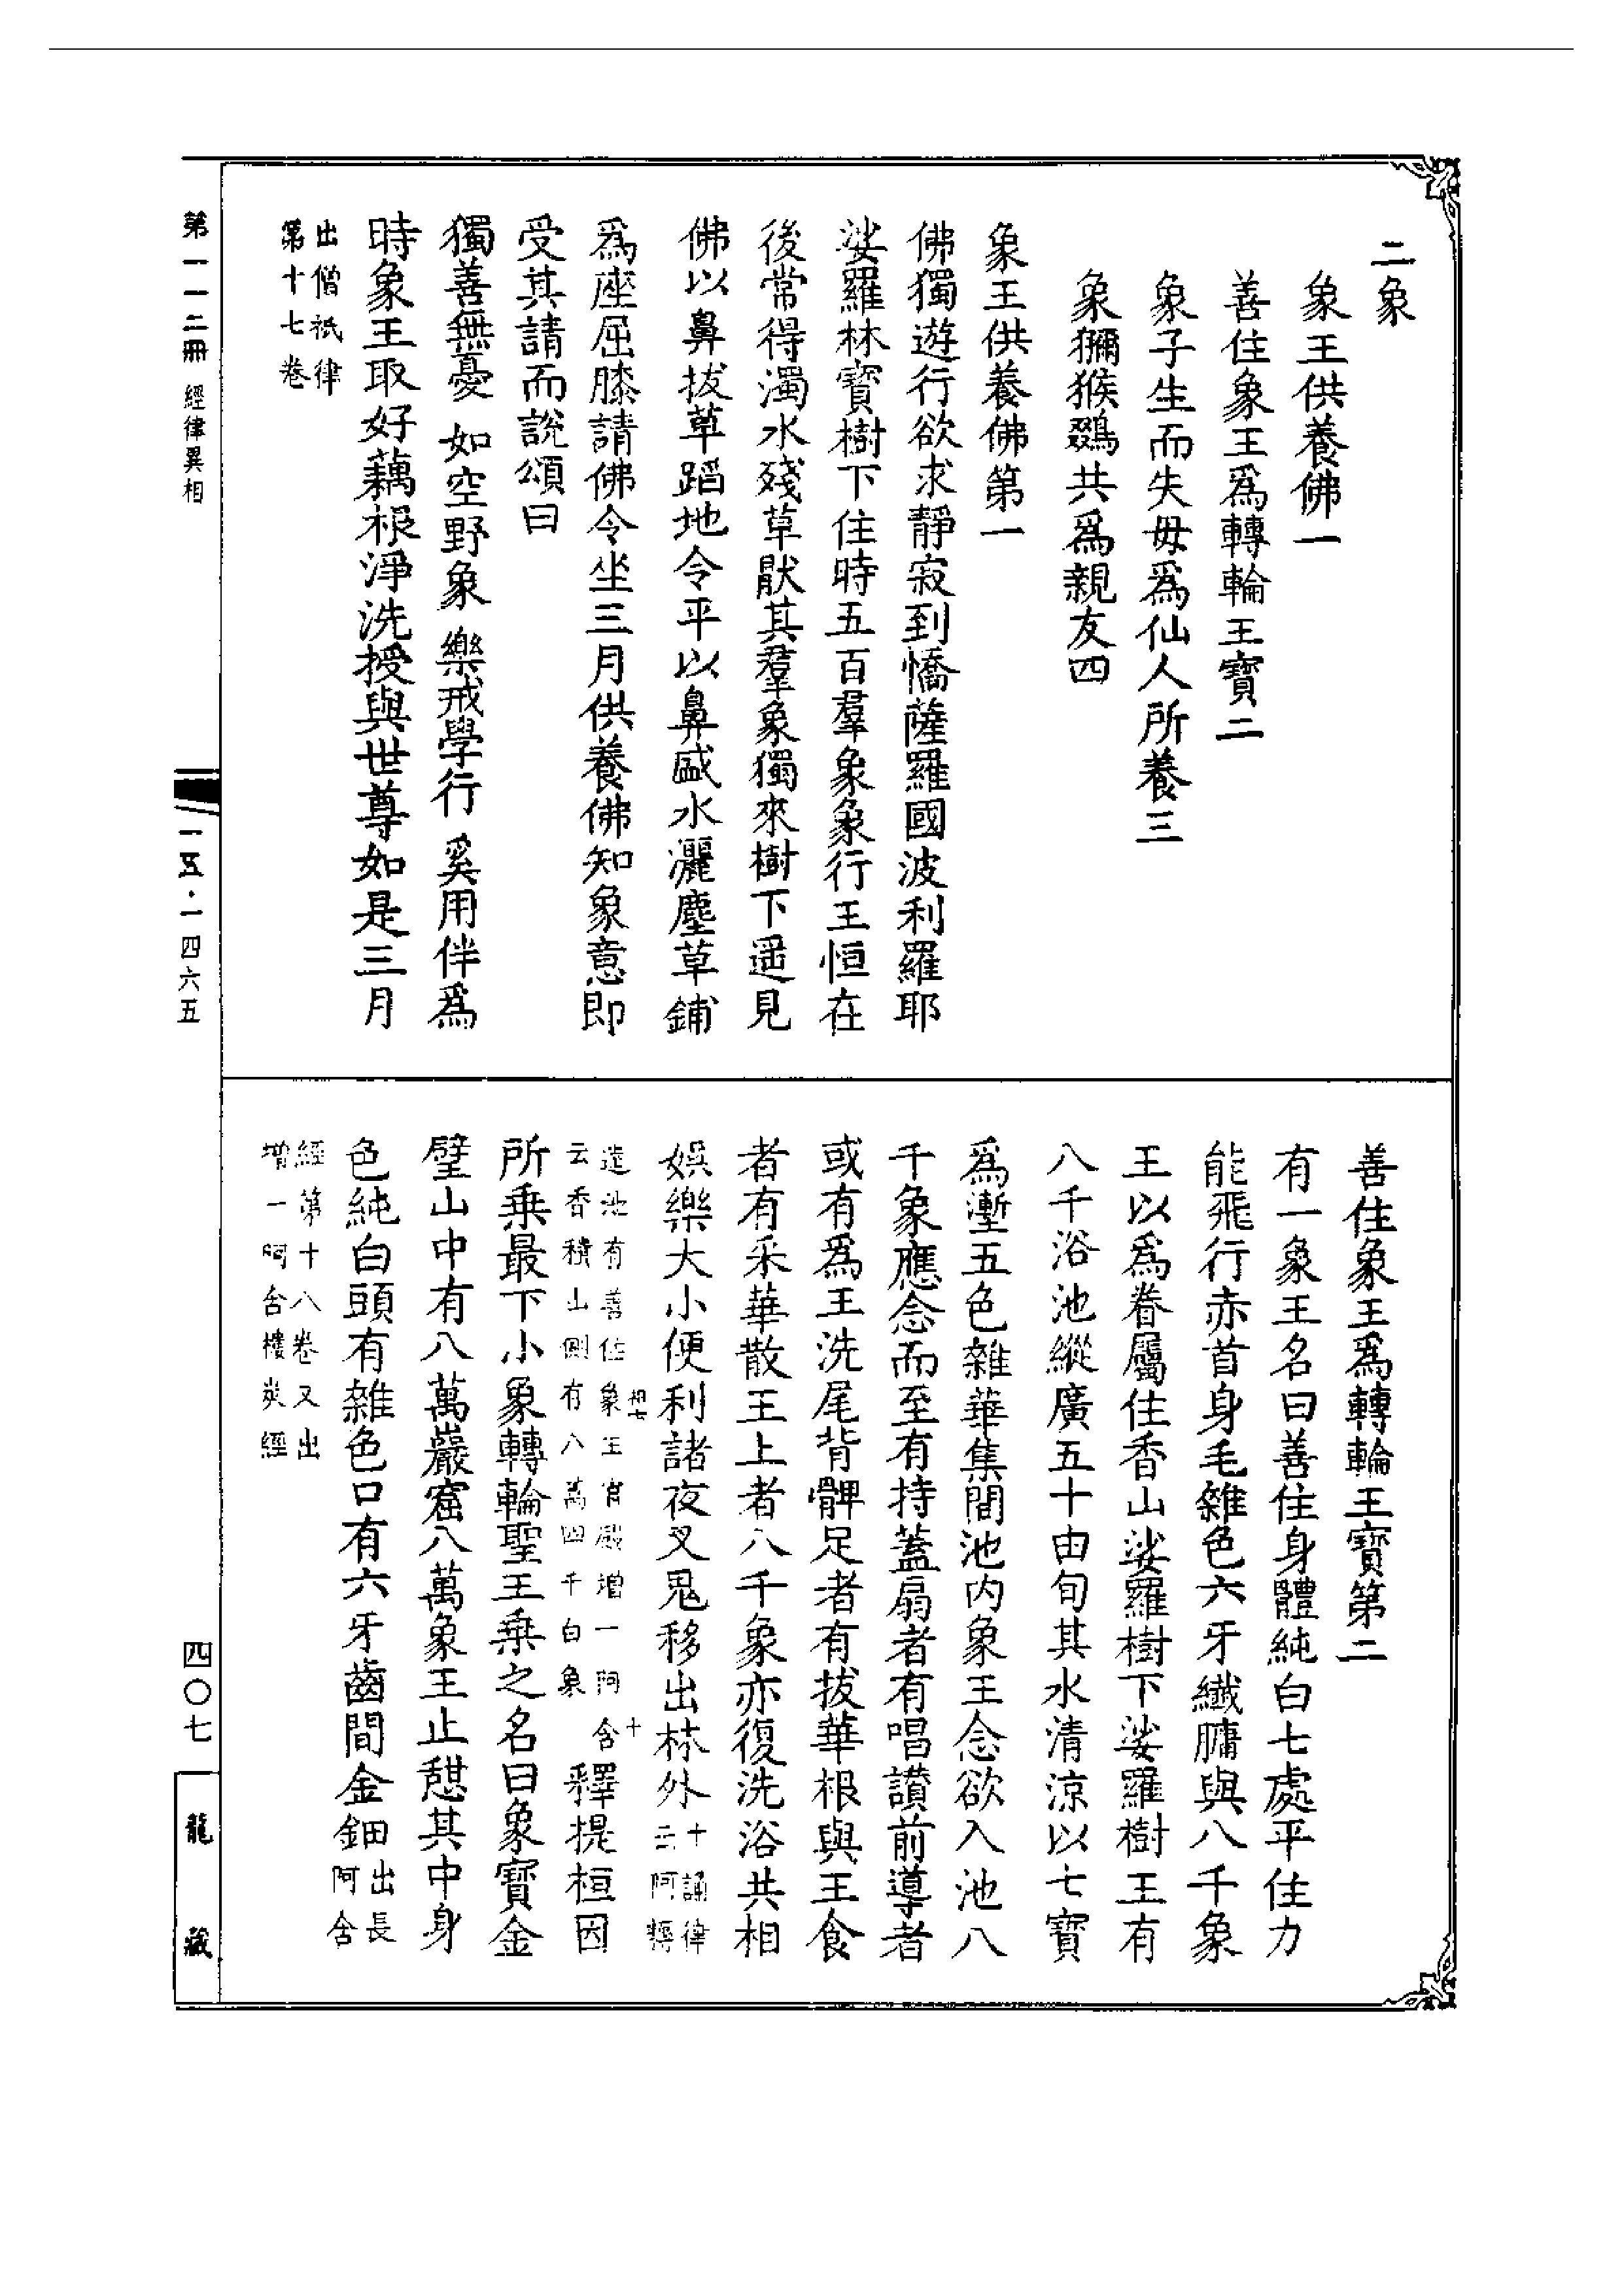 二象
象王供養佛一
善住象王爲轉輪王寶二
象子生而失母爲仙人所養三
象獼猴鵽共爲親友四
象王供養佛第一
佛獨遊行欲求靜寂到憍薩羅國波利羅耶
娑羅林寶樹下住時五百羣象象行王恒在
後常得濁水殘草猒其羣象獨來樹下遥見
佛以鼻拔草蹈地令平以鼻盛水灑塵草鋪
爲座屈膝請佛令坐三月供養佛知象意即
受其請而說頌曰
獨善無憂 如空野象 樂戒學行 奚用伴爲
時象王取好藕根淨洗授與世尊如是三月
出僧祇律
第十七卷
善住象王爲轉輪王寶第二
有一象王名曰善住身體純白七處平住力
能飛行亦首身毛雜色六牙纖𦟛與八千象
王以爲眷屬住香山娑羅樹下娑羅樹王有
八千浴池縱廣五十由旬其水清涼以七寶
爲塹五色雜華集間池内象王念欲入池八
千象應念而至有持蓋扇者有唱讃前導者
或有爲王洗尾背髀足者有拔華根與王食
者有采華散王上者八千象亦復洗浴共相
娛樂大小便利諸夜叉鬼移出林外
十誦律
云阿耨
達池有善住象王宮殿增一阿含
云香積山側有八萬四千白象
釋提桓因
所乘最下小象轉輪聖王乘之名曰象寶金
璧山中有八萬巖窟八萬象王止憇其中身
色純白頭有雜色口有六牙齒間金鈿
出長
阿含
經第十八卷又出
增一阿含樓炭經
第一一二冊 經律異相
一五·一四六五
四〇七
龍藏